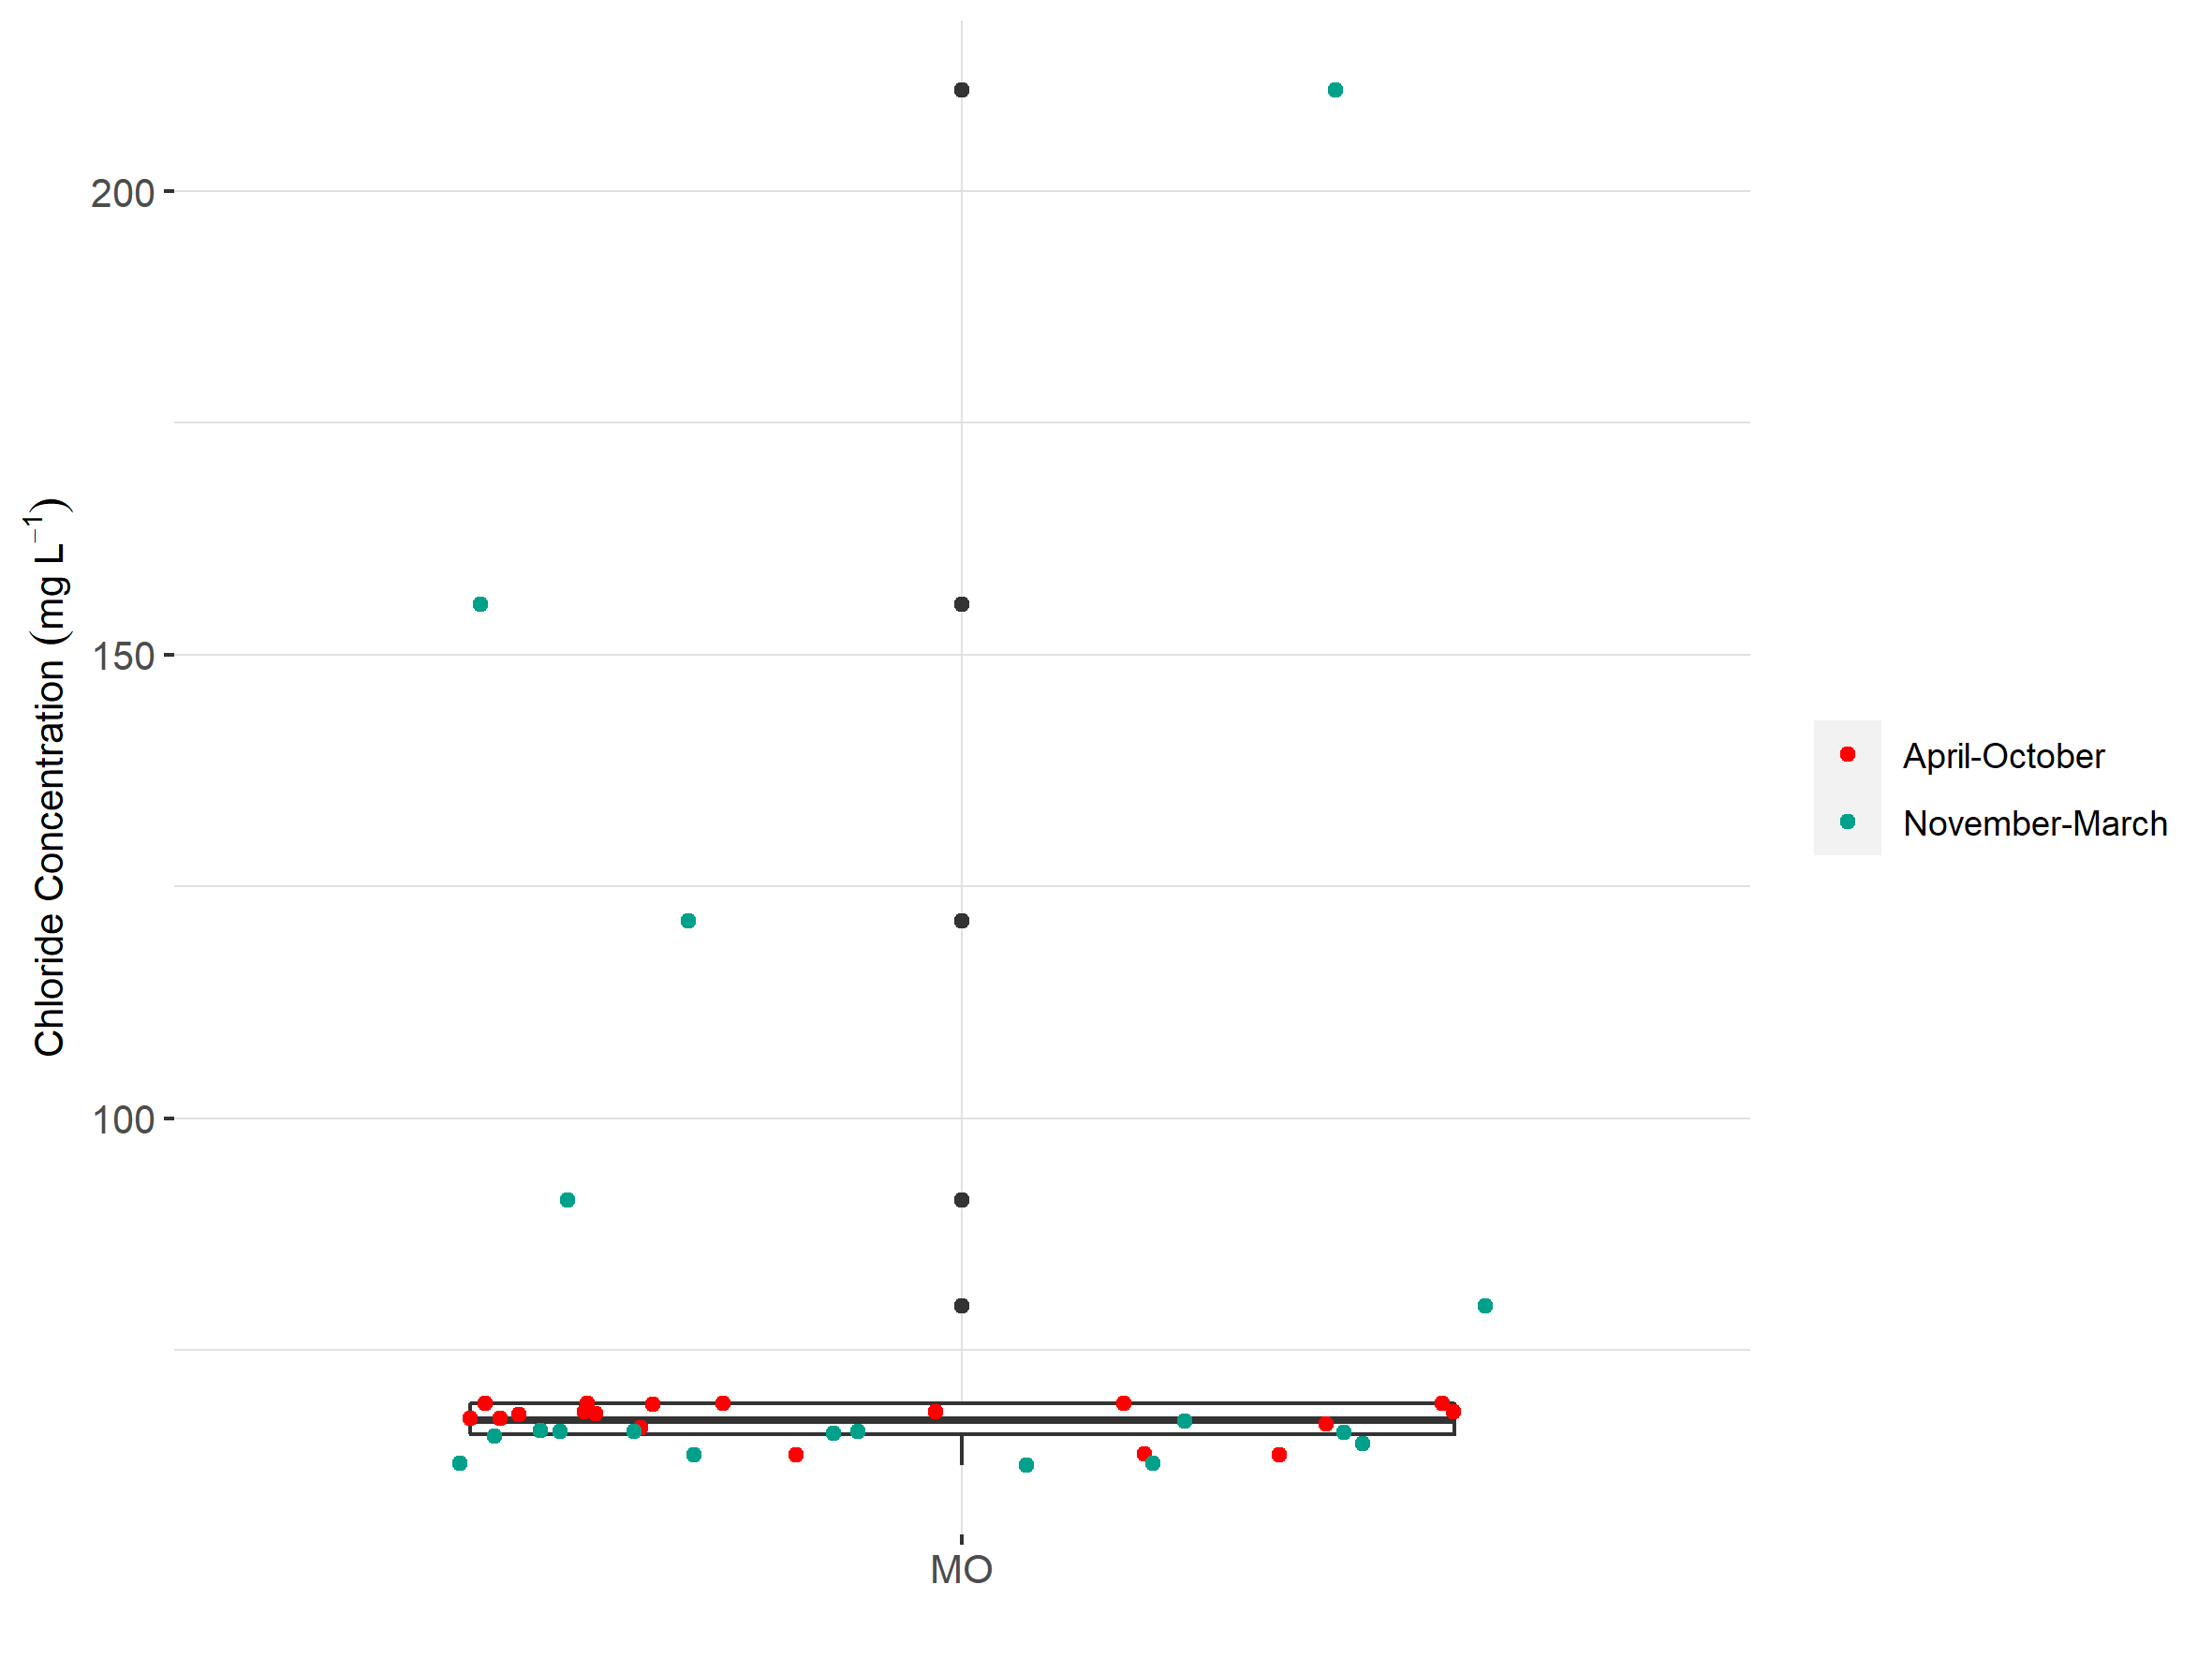 Chloride Concentration (mg L⁻¹)
200
150
100
MO
April-October
November-March